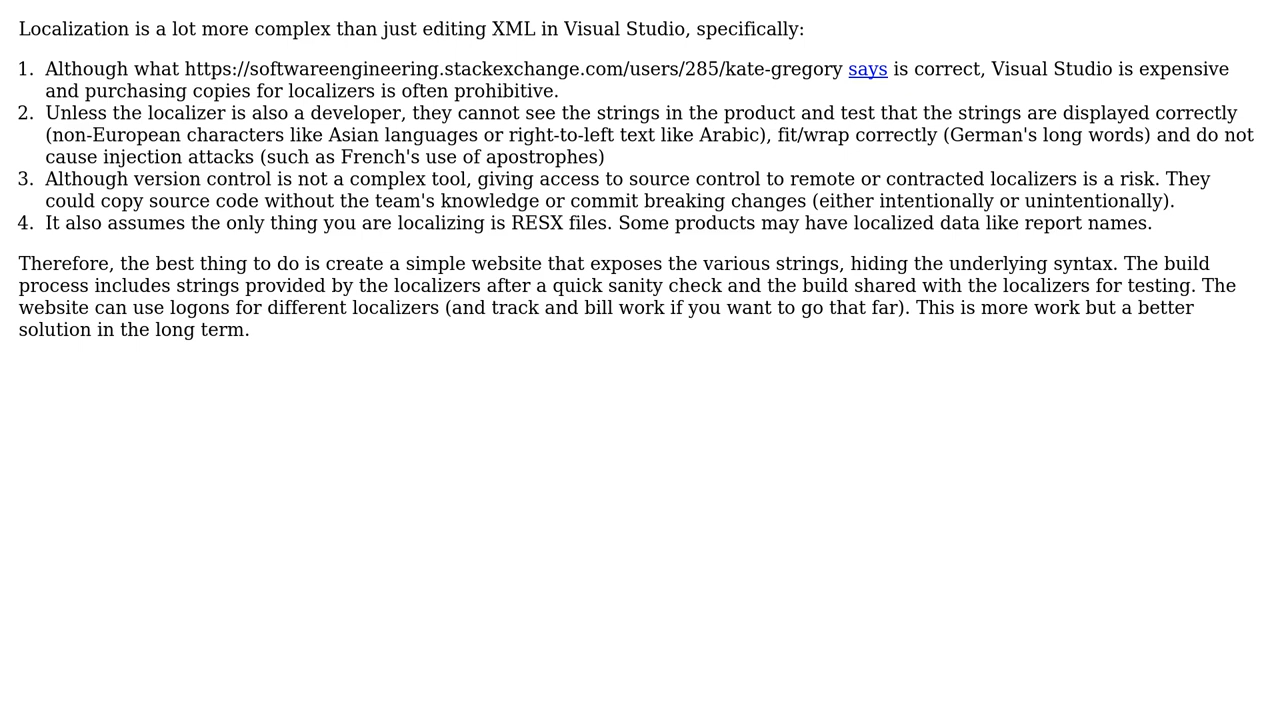 Localization is a lot more complex than just editing XML in Visual Studio, specifically:
1. Although what https://softwareengineering.stackexchange.com/users/285/kate-gregory says is correct, Visual Studio is expensive
and purchasing copies for localizers is often prohibitive.
2. Unless the localizer is also a developer, they cannot see the strings in the product and test that the strings are displayed correctly
(non-European characters like Asian languages or right-to-left text like Arabic), fit/wrap correctly (German's long words) and do not
cause injection attacks (such as French's use of apostrophes)
3. Although version control is not a complex tool, giving access to source control to remote or contracted localizers is a risk. They
could copy source code without the team's knowledge or commit breaking changes (either intentionally or unintentionally).
4. It also assumes the only thing you are localizing is RESX files. Some products may have localized data like report names.
Therefore, the best thing to do is create a simple website that exposes the various strings, hiding the underlying syntax. The build
process includes strings provided by the localizers after a quick sanity check and the build shared with the localizers for testing. The
website can use logons for different localizers (and track and bill work if you want to go that far). This is more work but a better
solution in the long term.